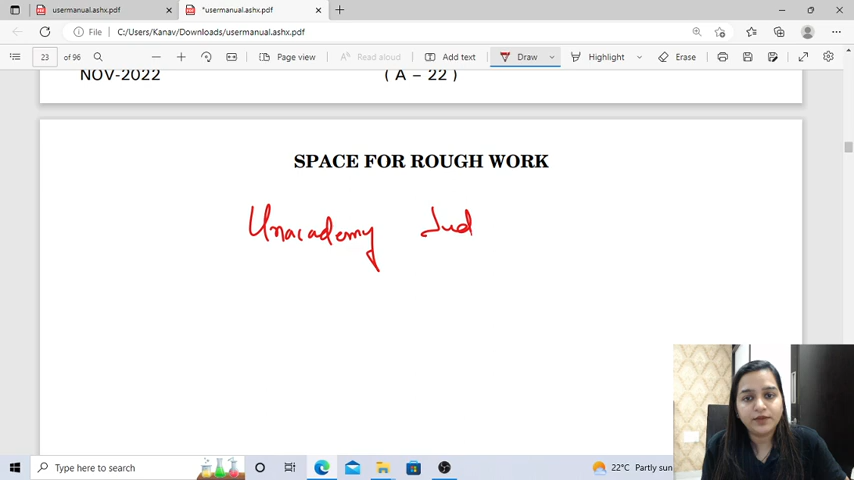 usermanual.ashx.pdf
*usermanual.ashx.pdf
File C:/Users/Kanav/Downloads/usermanual.ashx.pdf
23 of 96 Page view Read aloud Add text Draw Highlight Erase
NOV-2022 ( A – 22 )
SPACE FOR ROUGH WORK
Unacademy Jud
Type here to search 22°C Partly sun